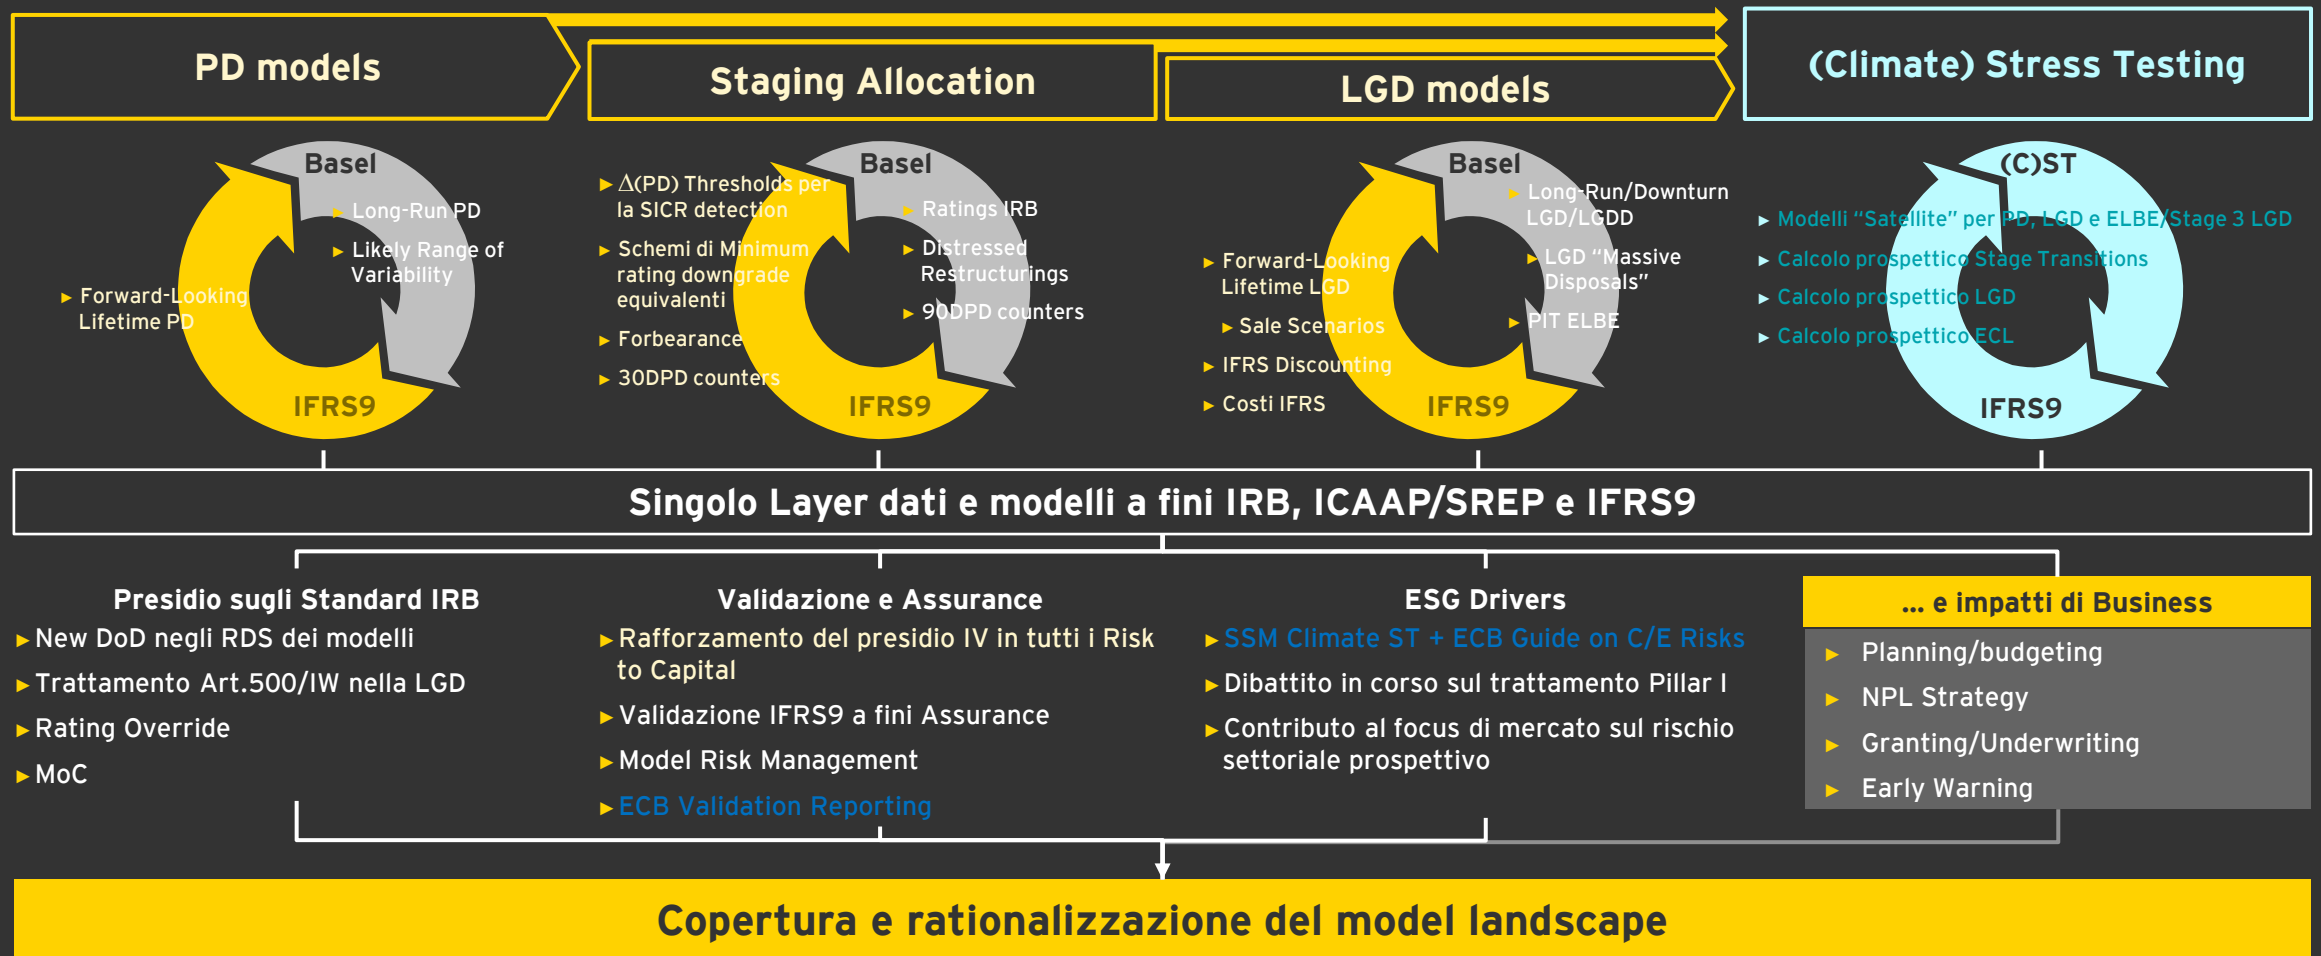 PD models
Staging Allocation
LGD models
(Climate) Stress Testing
Basel
► Long-Run PD
► Likely Range of
Variability
► Forward-Looking
Lifetime PD
IFRS9
Basel
► Δ(PD) Thresholds per
la SICR detection
► Schemi di Minimum
rating downgrade
equivalenti
► Forbearance
► 30DPD counters
► Ratings IRB
► Distressed
Restructurings
► 90DPD counters
IFRS9
Basel
► Long-Run/Downturn
LGD/LGDD
► LGD “Massive
Disposals”
► PIT ELBE
► Forward-Looking
Lifetime LGD
► Sale Scenarios
► IFRS Discounting
► Costi IFRS
IFRS9
(C)ST
► Modelli “Satellite” per PD, LGD e ELBE/Stage 3 LGD
► Calcolo prospettico Stage Transitions
► Calcolo prospettico LGD
► Calcolo prospettico ECL
IFRS9
Singolo Layer dati e modelli a fini IRB, ICAAP/SREP e IFRS9
Presidio sugli Standard IRB
► New DoD negli RDS dei modelli
► Trattamento Art.500/IW nella LGD
► Rating Override
► MoC
Validazione e Assurance
► Rafforzamento del presidio IV in tutti i Risk
to Capital
► Validazione IFRS9 a fini Assurance
► Model Risk Management
► ECB Validation Reporting
ESG Drivers
► SSM Climate ST + ECB Guide on C/E Risks
► Dibattito in corso sul trattamento Pillar I
► Contributo al focus di mercato sul rischio
settoriale prospettivo
... e impatti di Business
► Planning/budgeting
► NPL Strategy
► Granting/Underwriting
► Early Warning
Copertura e rationalizzazione del model landscape